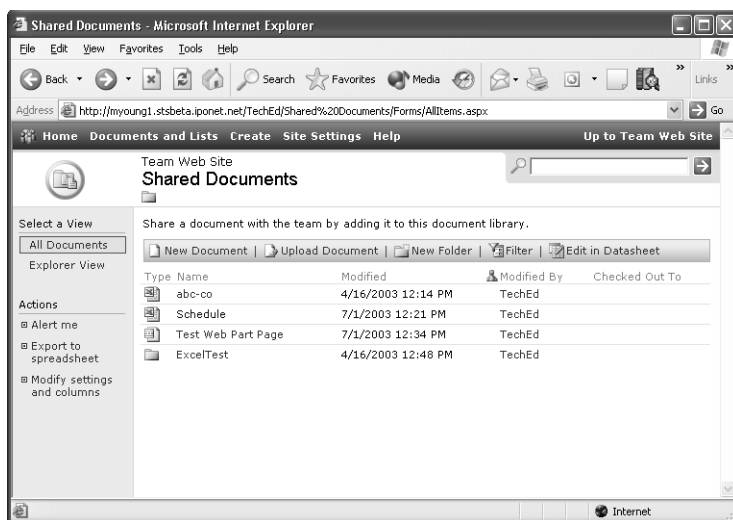 Shared Documents - Microsoft Internet Explorer
File Edit View Favorites Tools Help
Back Search Favorites Media Links
Address http://myoung1.stsbeta.iponet.net/TechEd/Shared%20Documents/Forms/AllItems.aspx Go
Home Documents and Lists Create Site Settings Help Up to Team Web Site
Team Web Site
Shared Documents
Select a View
All Documents
Explorer View
Actions
Alert me
Export to
spreadsheet
Modify settings
and columns
Share a document with the team by adding it to this document library.
New Document | Upload Document | New Folder | Filter | Edit in Datasheet
Type Name Modified Modified By Checked Out To
abc-co 4/16/2003 12:14 PM TechEd
Schedule 7/1/2003 12:21 PM TechEd
Test Web Part Page 7/1/2003 12:34 PM TechEd
ExcelTest 4/16/2003 12:48 PM TechEd
Internet